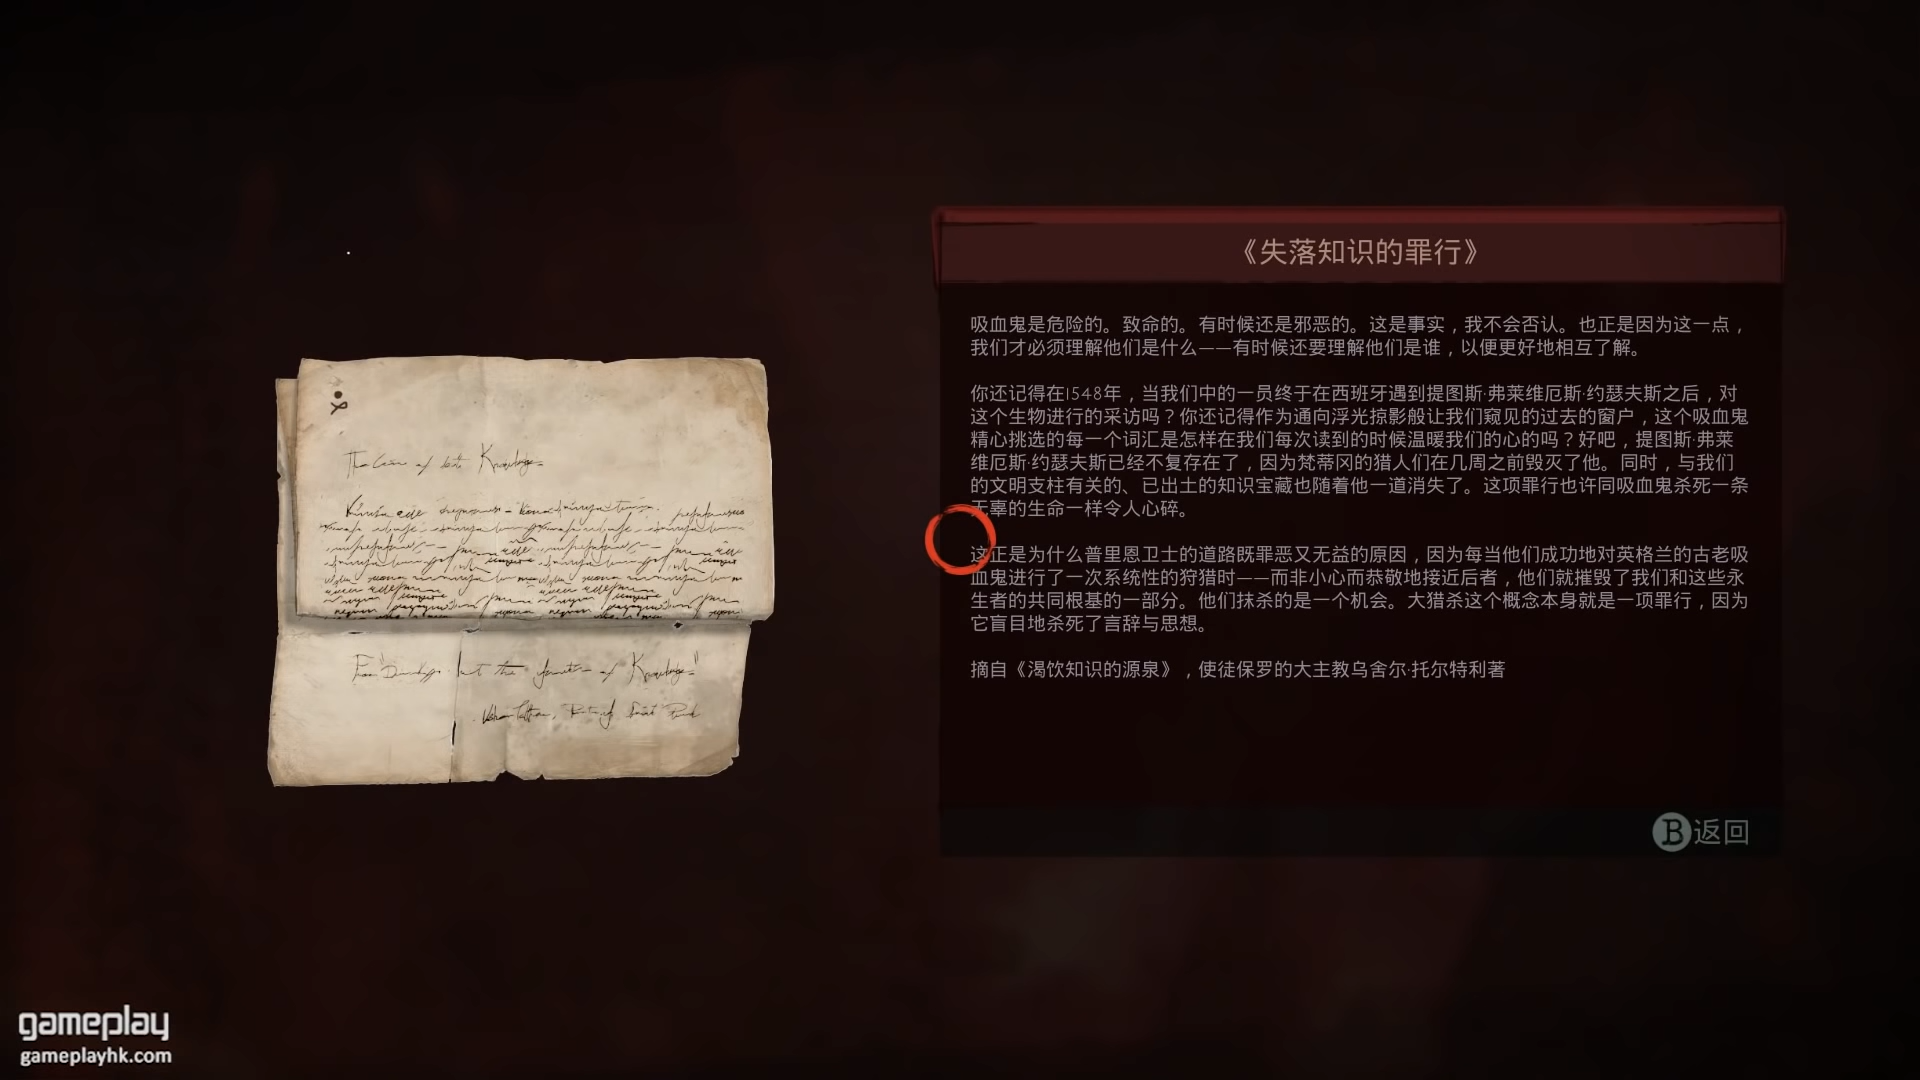 《失落知识的罪行》
吸血鬼是危险的。致命的。有时候还是邪恶的。这是事实，我不会否认。也正是因为这一点，
我们才必须理解他们是什么——有时候还要理解他们是谁，以便更好地相互了解。
你还记得在1548年，当我们中的一员终于在西班牙遇到提图斯·弗莱维厄斯·约瑟夫斯之后，对
这个生物进行的采访吗？你还记得作为通向浮光掠影般让我们窥见的过去的窗户，这个吸血鬼
精心挑选的每一个词汇是怎样在我们每次读到的时候温暖我们的心的吗？好吧，提图斯·弗莱
维厄斯·约瑟夫斯已经不复存在了，因为梵蒂冈的猎人们在几周之前毁灭了他。同时，与我们
的文明支柱有关的、已出土的知识宝藏也随着他一道消失了。这项罪行也许同吸血鬼杀死一条
无辜的生命一样令人心碎。
这正是为什么普里恩卫士的道路既罪恶又无益的原因，因为每当他们成功地对英格兰的古老吸
血鬼进行了一次系统性的狩猎时——而非小心而恭敬地接近后者，他们就摧毁了我们和这些永
生者的共同根基的一部分。他们抹杀的是一个机会。大猎杀这个概念本身就是一项罪行，因为
它盲目地杀死了言辞与思想。
摘自《渴饮知识的源泉》，使徒保罗的大主教乌舍尔·托尔特利著
B返回
The Crime of lost Knowledge
gameplay
gameplayhk.com